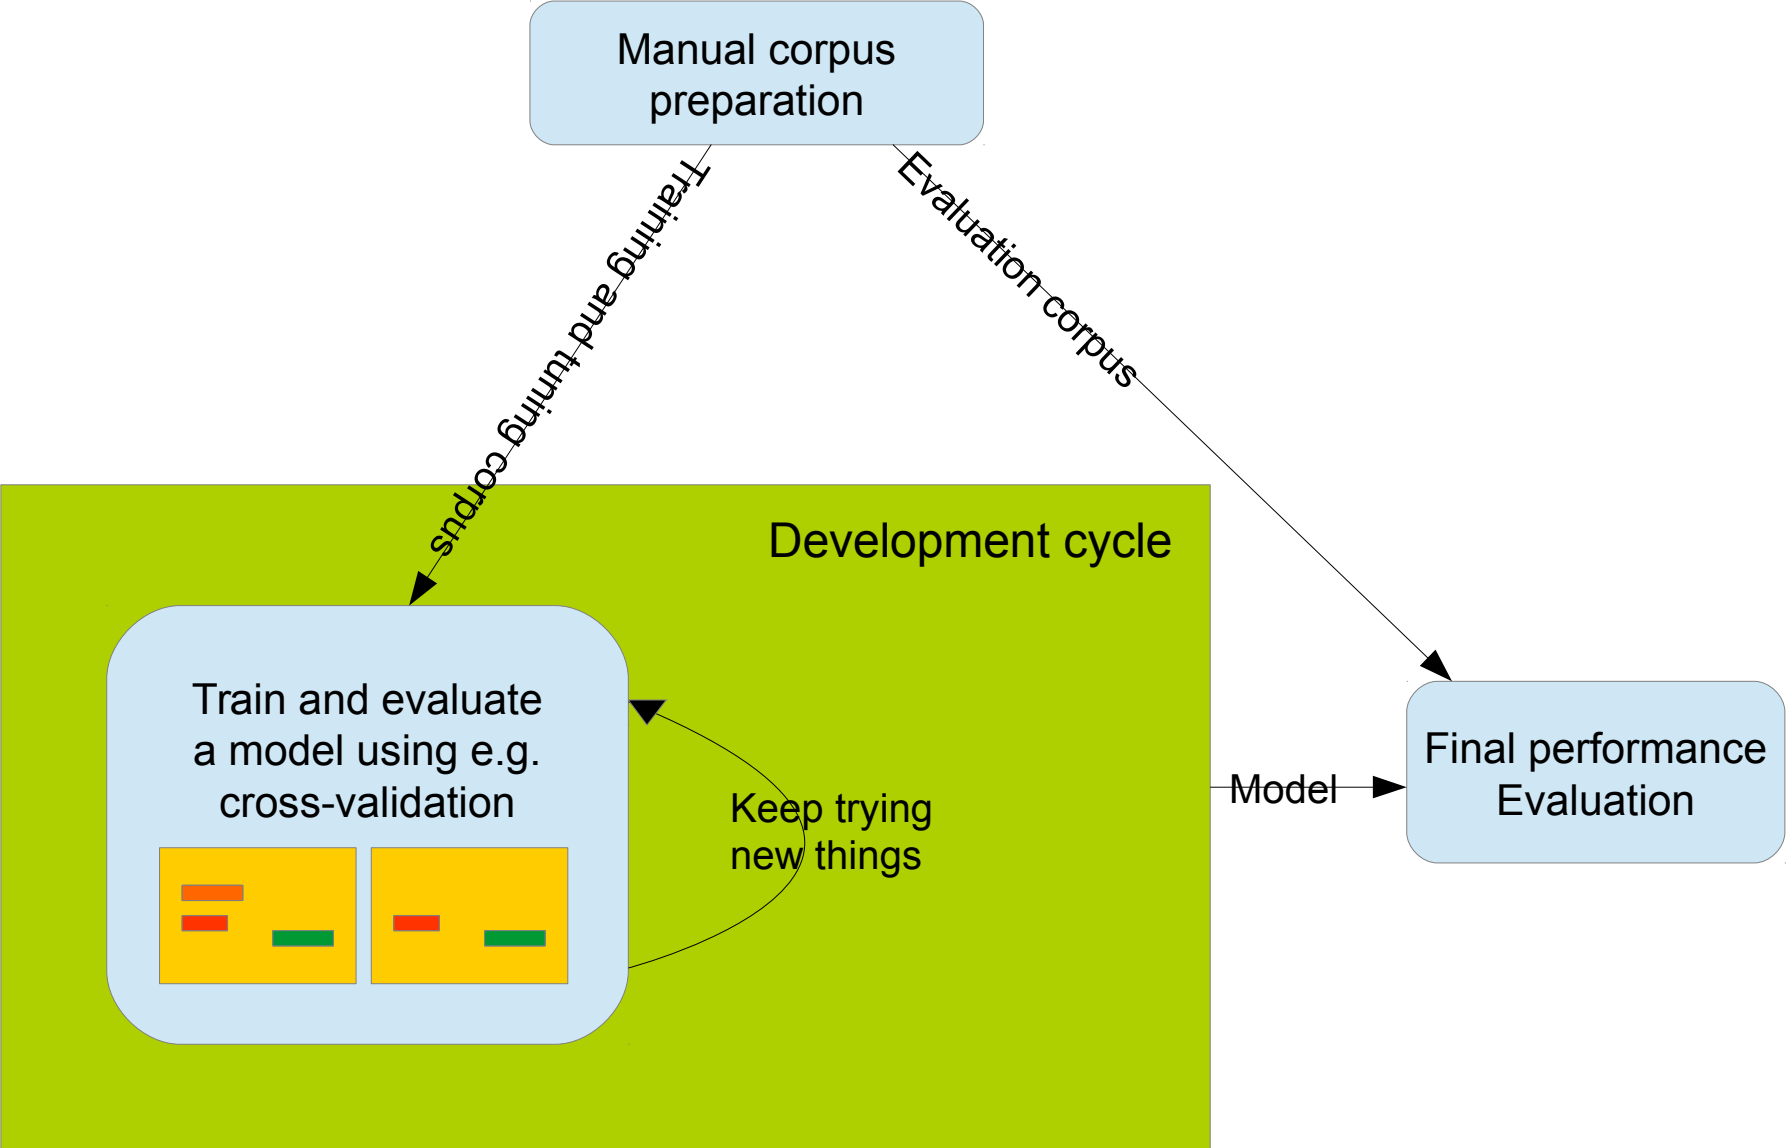 Manual corpus
preparation
Training and tuning corpus
Evaluation corpus
Development cycle
Train and evaluate
a model using e.g.
cross-validation
Keep trying
new things
Model
Final performance
Evaluation